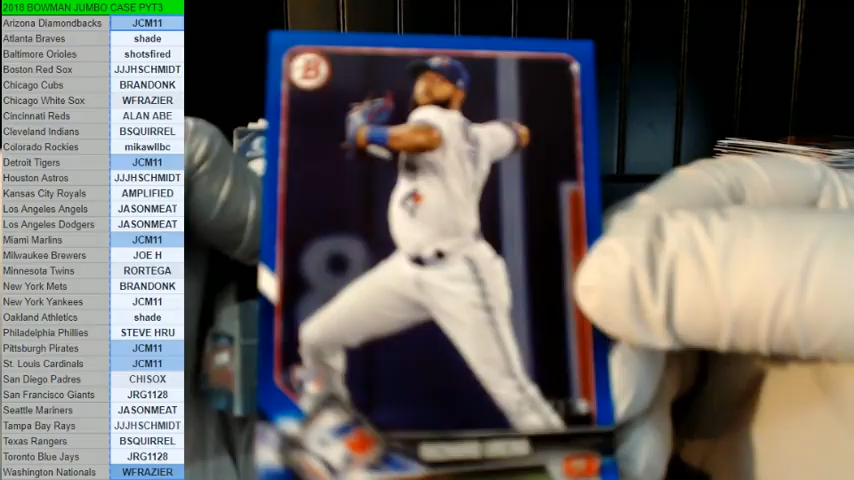 2018 BOWMAN JUMBO CASE PYT3
Arizona Diamondbacks JCM11
Atlanta Braves shade
Baltimore Orioles shotsfired
Boston Red Sox JJJHSCHMIDT
Chicago Cubs BRANDONK
Chicago White Sox WFRAZIER
Cincinnati Reds ALAN ABE
Cleveland Indians BSQUIRREL
Colorado Rockies mikawllbc
Detroit Tigers JCM11
Houston Astros JJJHSCHMIDT
Kansas City Royals AMPLIFIED
Los Angeles Angels JASONMEAT
Los Angeles Dodgers JASONMEAT
Miami Marlins JCM11
Milwaukee Brewers JOE H
Minnesota Twins RORTEGA
New York Mets BRANDONK
New York Yankees JCM11
Oakland Athletics shade
Philadelphia Phillies STEVE HRU
Pittsburgh Pirates JCM11
St. Louis Cardinals JCM11
San Diego Padres CHISOX
San Francisco Giants JRG1128
Seattle Mariners JASONMEAT
Tampa Bay Rays JJJHSCHMIDT
Texas Rangers BSQUIRREL
Toronto Blue Jays JRG1128
Washington Nationals WFRAZIER
B
8